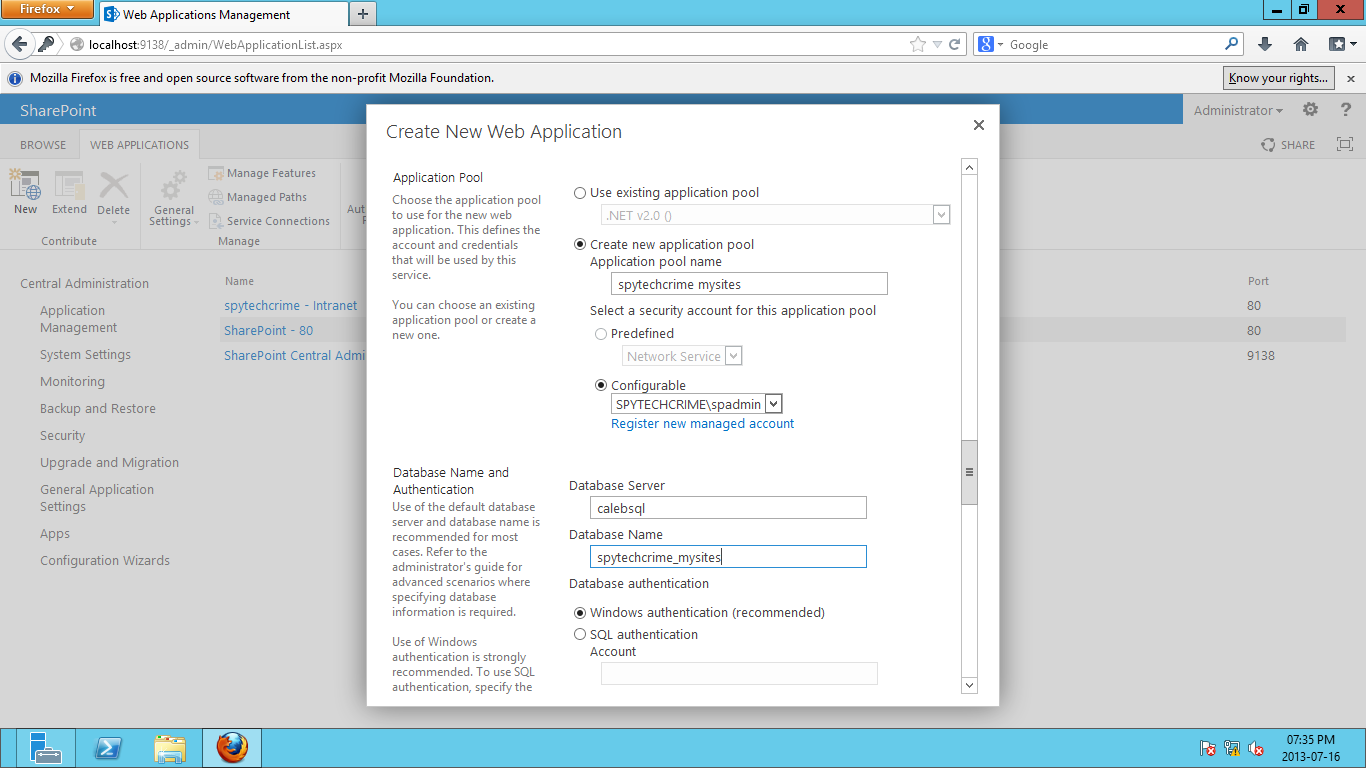 Firefox
Web Applications Management
localhost:9138/_admin/WebApplicationList.aspx
Google
Mozilla Firefox is free and open source software from the non-profit Mozilla Foundation.
Know your rights...
SharePoint
Administrator
BROWSE
WEB APPLICATIONS
SHARE
New
Extend
Delete
General
Settings
Manage Features
Managed Paths
Service Connections
Contribute
Manage
Central Administration
Application
Management
System Settings
Monitoring
Backup and Restore
Security
Upgrade and Migration
General Application
Settings
Apps
Configuration Wizards
Name
spytechcrime - Intranet
SharePoint - 80
SharePoint Central Admi
Port
80
80
9138
Create New Web Application
Application Pool
Choose the application pool
to use for the new web
application. This defines the
account and credentials
that will be used by this
service.
You can choose an existing
application pool or create a
new one.
Use existing application pool
.NET v2.0 ()
Create new application pool
Application pool name
spytechcrime mysites
Select a security account for this application pool
Predefined
Network Service
Configurable
SPYTECHCRIME\spadmin
Register new managed account
Database Name and
Authentication
Use of the default database
server and database name is
recommended for most
cases. Refer to the
administrator's guide for
advanced scenarios where
specifying database
information is required.
Use of Windows
authentication is strongly
recommended. To use SQL
authentication, specify the
Database Server
calebsql
Database Name
spytechcrime_mysites
Database authentication
Windows authentication (recommended)
SQL authentication
Account
07:35 PM
2013-07-16